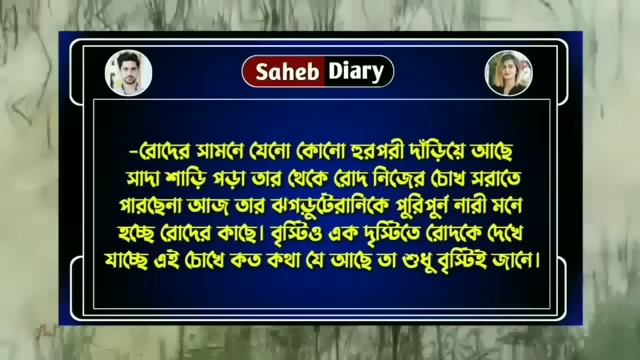 Saheb Diary
-রোদের সামনে যেনো কোনো হুরপরী দাঁড়িয়ে আছে
সাদা শাড়ি পড়া তার থেকে রোদ নিজের চোখ সরাতে
পারছেনা আজ তার ঝগড়ুটেরানিকে পুরিপুন নারী মনে
হচ্ছে রোদের কাছে। বৃস্টিও এক দৃস্টিতে রোদকে দেখে
যাচ্ছে এই চোখে কত কথা যে আছে তা শুধু বৃস্টিই জানে।